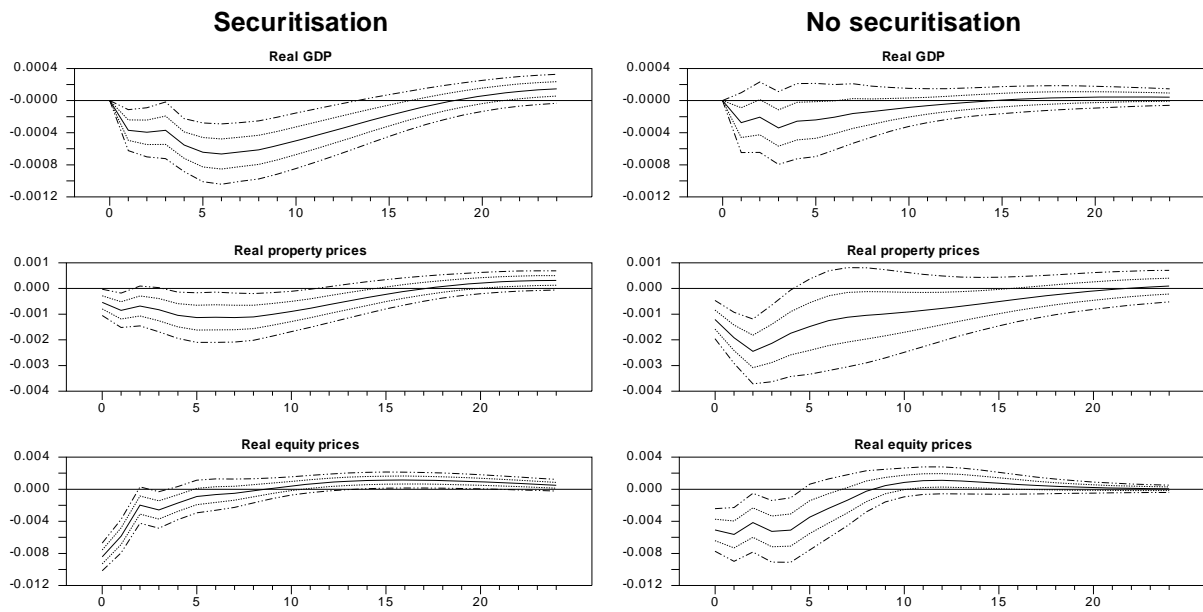 Securitisation
No securitisation
Real GDP
0.0004
-0.0000
-0.0004
-0.0008
-0.0012
0 5 10 15 20
Real GDP
0.0004
-0.0000
-0.0004
-0.0008
-0.0012
0 5 10 15 20
Real property prices
0.001
0.000
-0.001
-0.002
-0.003
-0.004
0 5 10 15 20
Real property prices
0.001
0.000
-0.001
-0.002
-0.003
-0.004
0 5 10 15 20
Real equity prices
0.004
0.000
-0.004
-0.008
-0.012
0 5 10 15 20
Real equity prices
0.004
0.000
-0.004
-0.008
-0.012
0 5 10 15 20